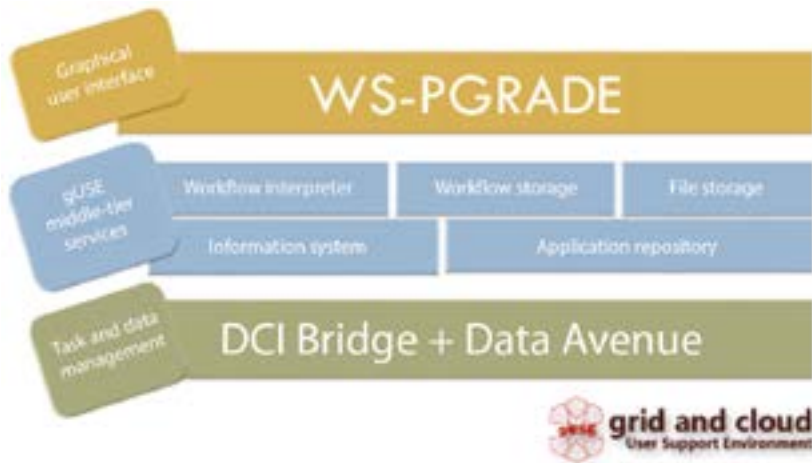 Graphical
user interface
WS-PGRADE
gUSE
middle-tier
services
Workflow interpreter
Workflow storage
File storage
Information system
Application repository
Task and data
management
DCI Bridge + Data Avenue
gUSE
grid and cloud
User Support Environment